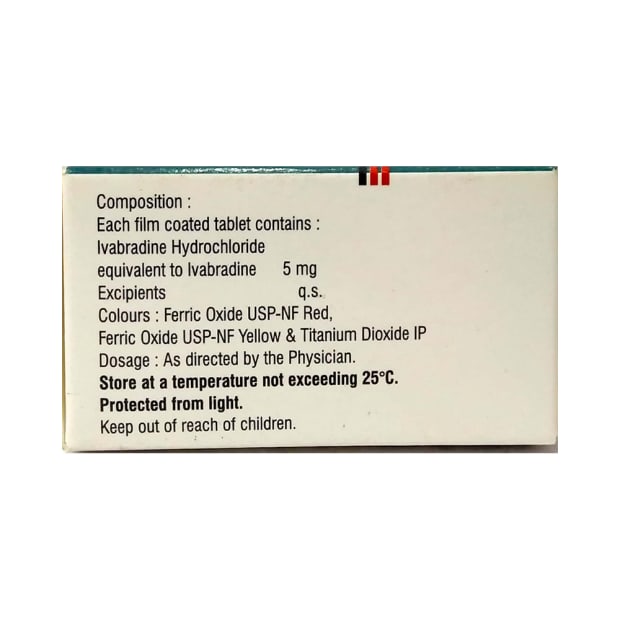 Composition :
Each film coated tablet contains :
Ivabradine Hydrochloride
equivalent to Ivabradine 5 mg
Excipients q.s.
Colours : Ferric Oxide USP-NF Red,
Ferric Oxide USP-NF Yellow & Titanium Dioxide IP
Dosage : As directed by the Physician.
Store at a temperature not exceeding 25°C.
Protected from light.
Keep out of reach of children.